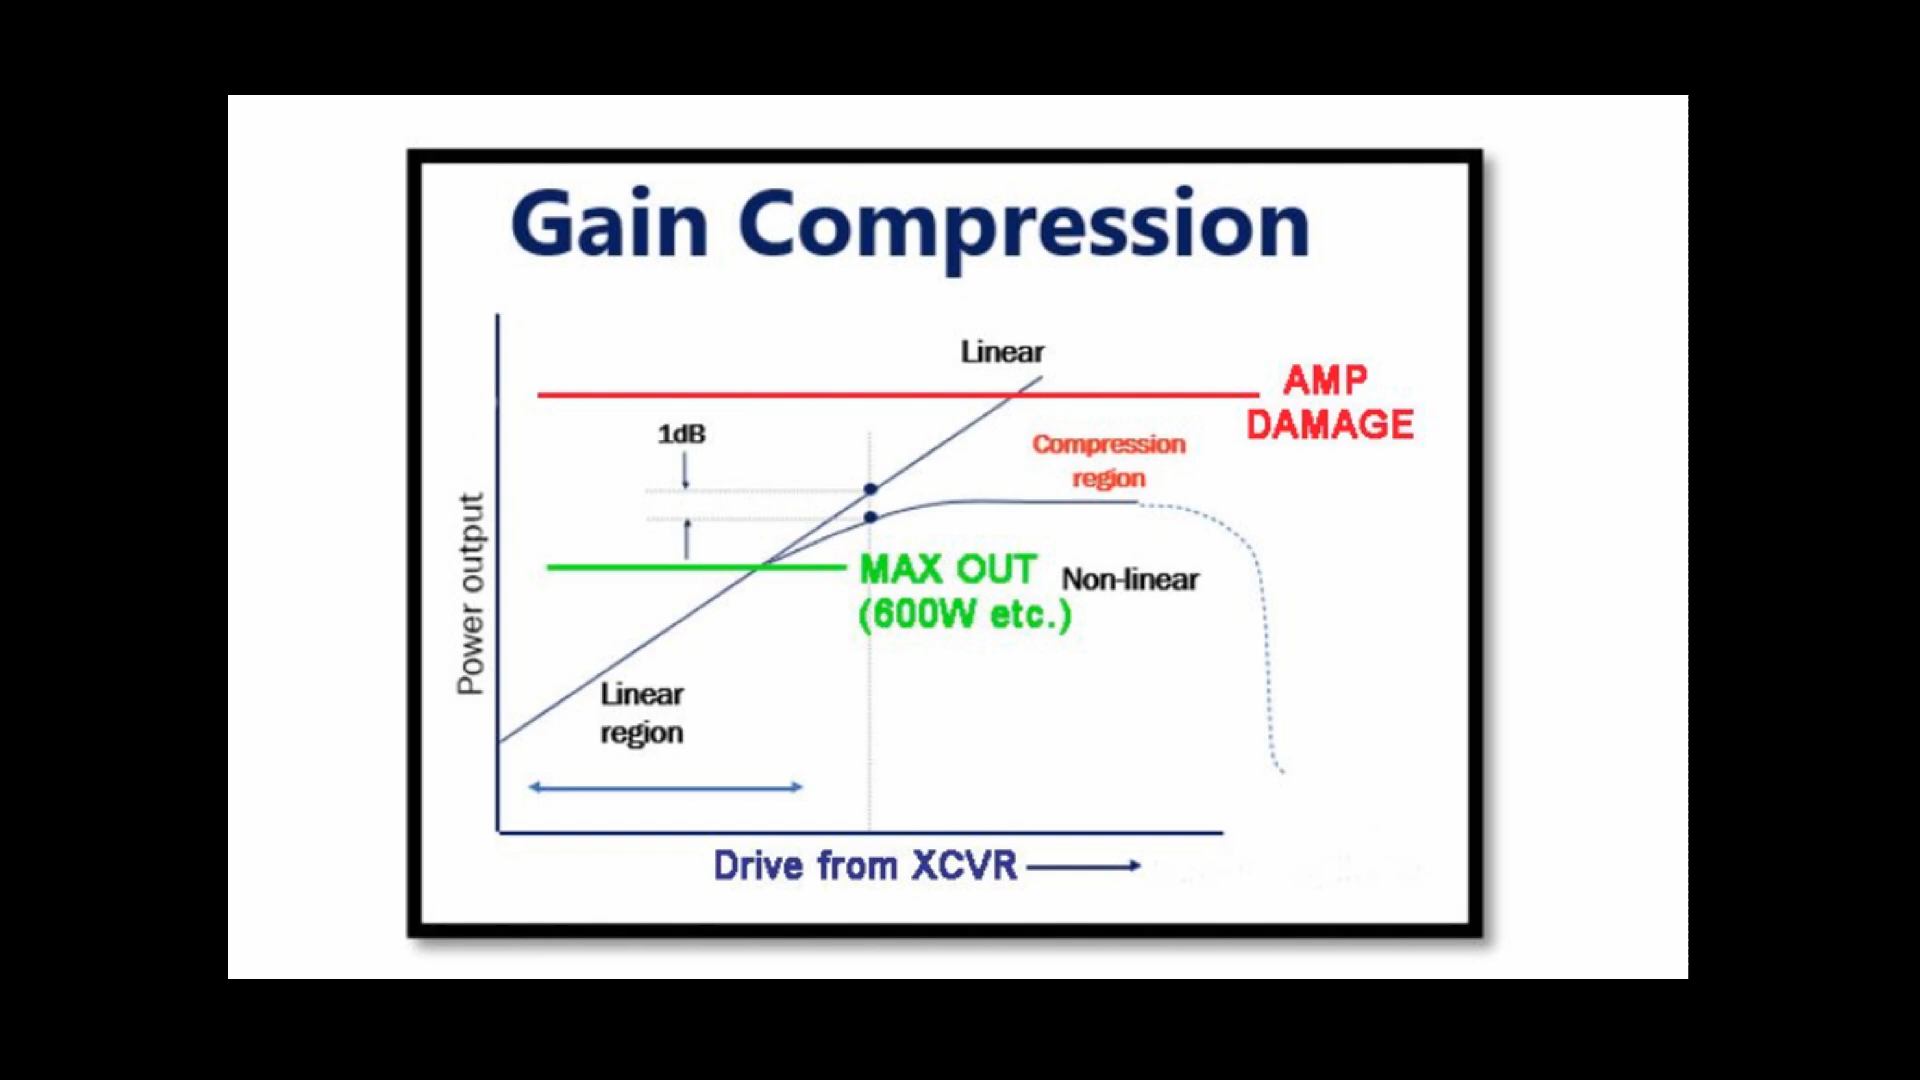 Gain Compression
Linear
AMP
DAMAGE
1dB
Compression
region
Power output
MAX OUT
(600W etc.)
Non-linear
Linear
region
Drive from XCVR